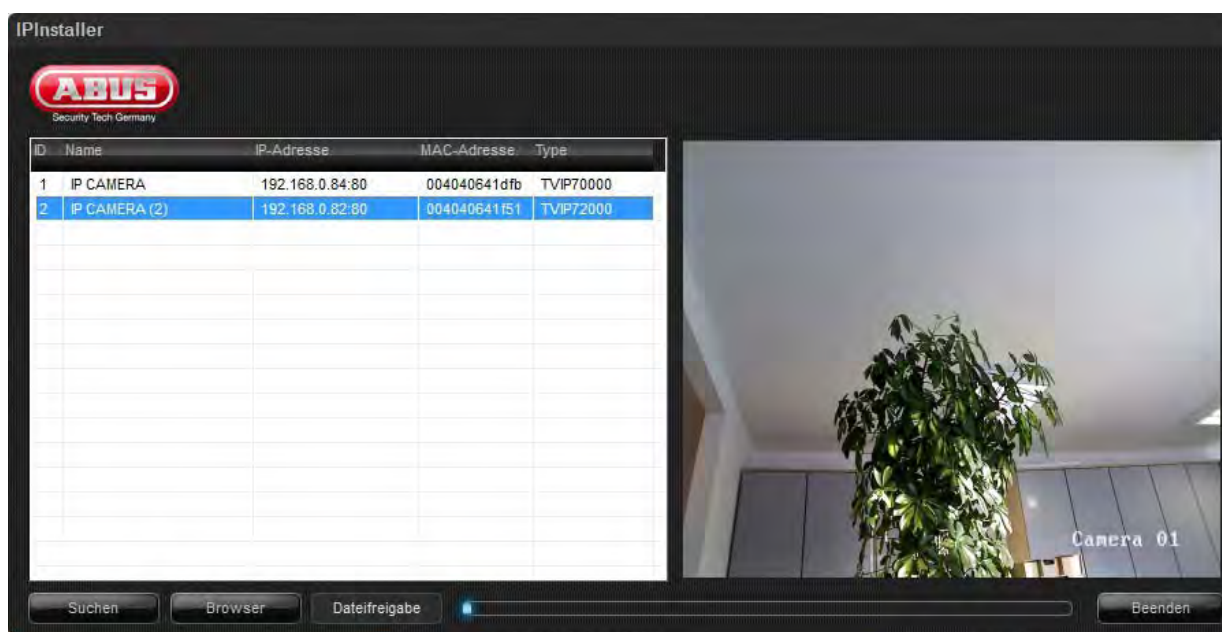 IPInstaller
ABUS
Security Tech Germany
ID Name IP-Adresse MAC-Adresse Type
1 IP CAMERA 192.168.0.84:80 004040641dfb TVIP70000
2 IP CAMERA (2) 192.168.0.82:80 004040641f51 TVIP72000
Camera 01
Suchen Browser Dateifreigabe Beenden